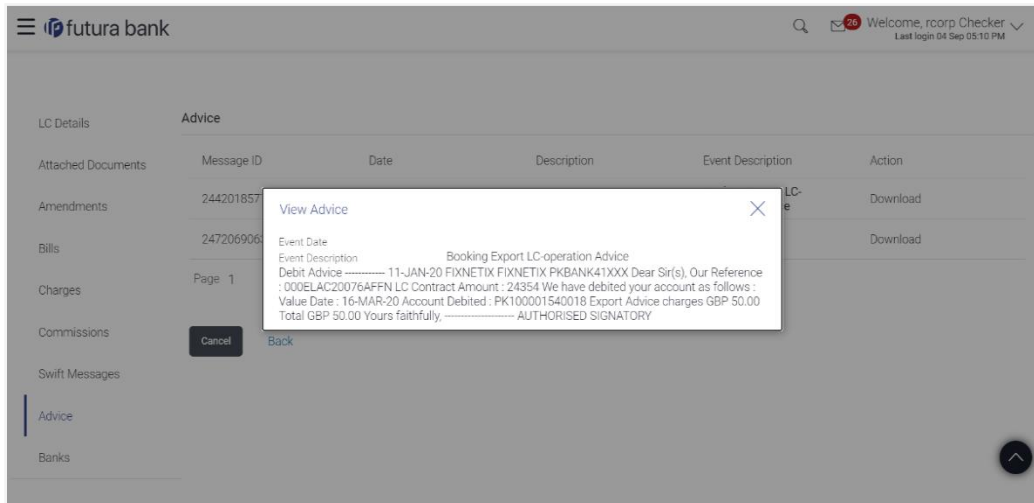 futura bank
26
Welcome, rcorp Checker
Last login 04 Sep 05:10 PM
LC Details
Attached Documents
Amendments
Bills
Charges
Commissions
Swift Messages
Advice
Banks
Advice
Message ID Date Description Event Description Action
LC-
Download
Download
Page 1
Cancel Back
View Advice
Event Date
Event Description Booking Export LC-operation Advice
Debit Advice ------------ 11-JAN-20 FIXNETIX FIXNETIX PKBANK41XXX Dear Sir(s), Our Reference
: 000ELAC20076AFFN LC Contract Amount : 24354 We have debited your account as follows :
Value Date : 16-MAR-20 Account Debited : PK100001540018 Export Advice charges GBP 50.00
Total GBP 50.00 Yours faithfully, --------------------- AUTHORISED SIGNATORY